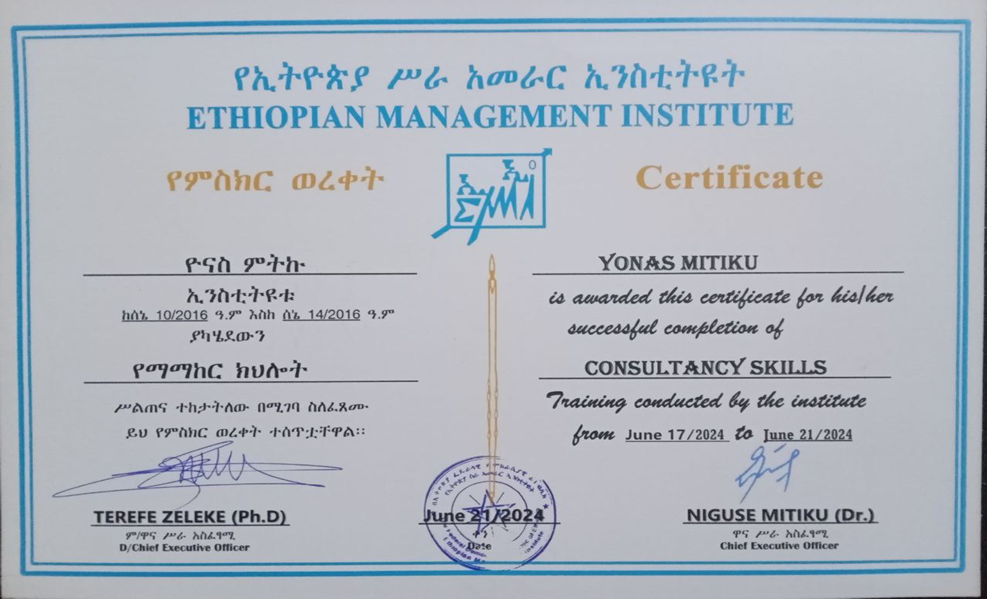 የኢትዮጵያ ሥራ አመራር ኢንስቲትዩት
ETHIOPIAN MANAGEMENT INSTITUTE
የምስክር ወረቀት
Certificate
ኢ.ኢ.
EMI
ዮናስ ምትኩ
ኢንስቲትዩቱ
ከሰኔ 10/2016 ዓ.ም እስከ ሰኔ 14/2016 ዓ.ም
ያካሄደውን
የማማከር ክህሎት
ሥልጠና ተከታትለው በሚገባ ስለፈጸሙ
ይህ የምስክር ወረቀት ተሰጥቷቸዋል፡፡
YONAS MITIKU
is awarded this certificate for his/her
successful completion of
CONSULTANCY SKILLS
Training conducted by the institute
from June 17/2024 to June 21/2024
TEREFE ZELEKE (Ph.D)
ም/ዋና ሥራ አስፈፃሚ
D/Chief Executive Officer
June 21/2024
ቀን
Date
NIGUSE MITIKU (Dr.)
ዋና ሥራ አስፈፃሚ
Chief Executive Officer